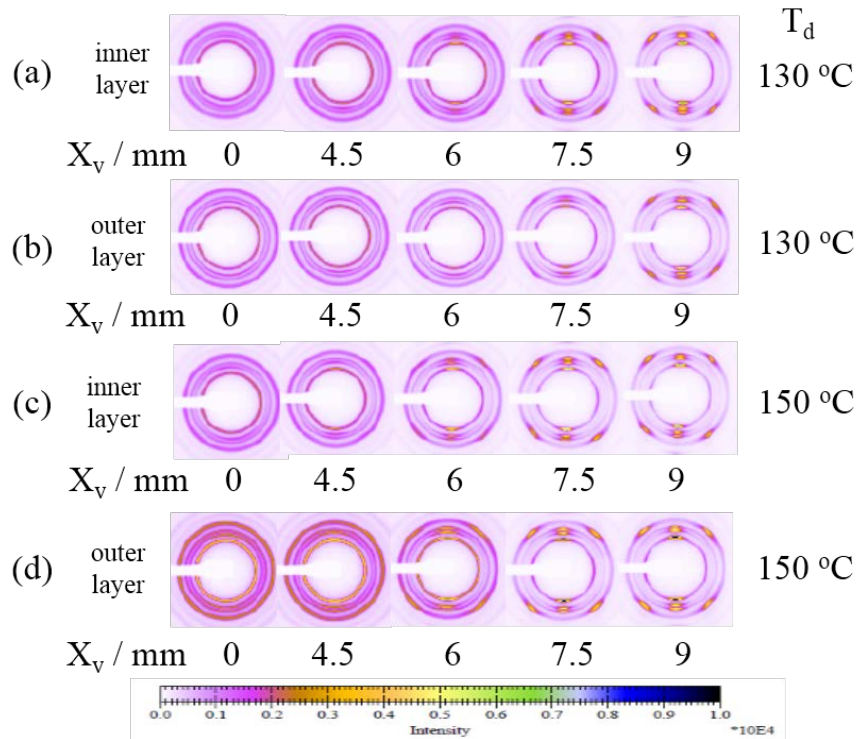 T_d
(a) inner layer 130 °C
X_v / mm 0 4.5 6 7.5 9
(b) outer layer 130 °C
X_v / mm 0 4.5 6 7.5 9
(c) inner layer 150 °C
X_v / mm 0 4.5 6 7.5 9
(d) outer layer 150 °C
X_v / mm 0 4.5 6 7.5 9
0.0 0.1 0.2 0.3 0.4 0.5 0.6 0.7 0.8 0.9 1.0
Intensity *10E4